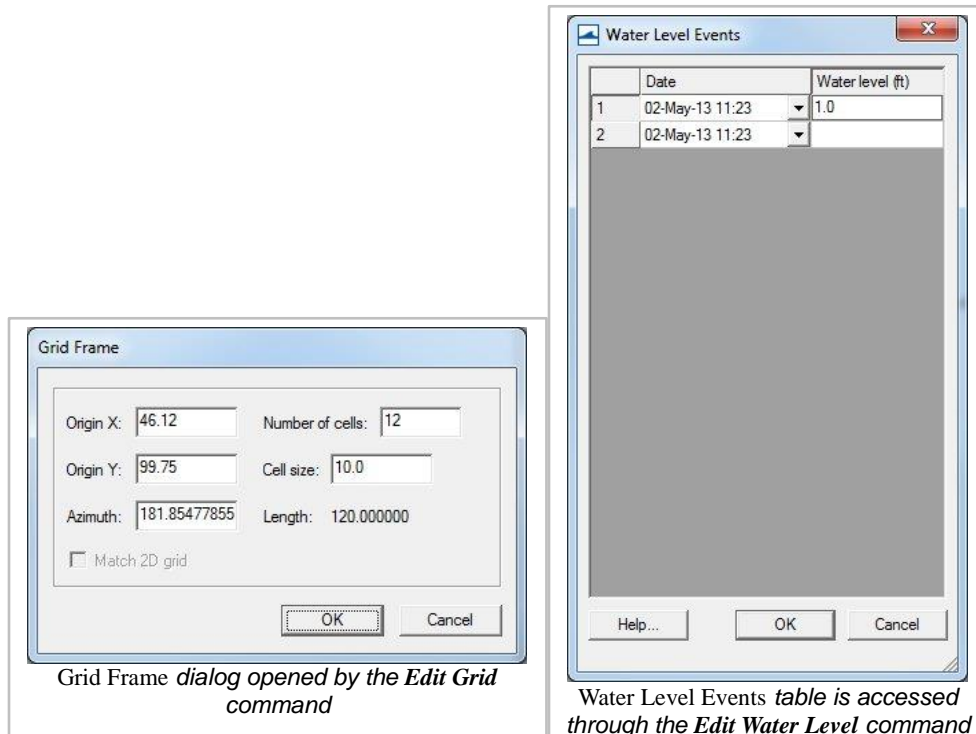 Grid Frame
Origin X: 46.12 Number of cells: 12
Origin Y: 99.75 Cell size: 10.0
Azimuth: 181.85477855 Length: 120.000000
Match 2D grid
OK Cancel
Grid Frame dialog opened by the Edit Grid
command
Water Level Events
Date Water level (ft)
1 02-May-13 11:23 1.0
2 02-May-13 11:23
Help... OK Cancel
Water Level Events table is accessed
through the Edit Water Level command